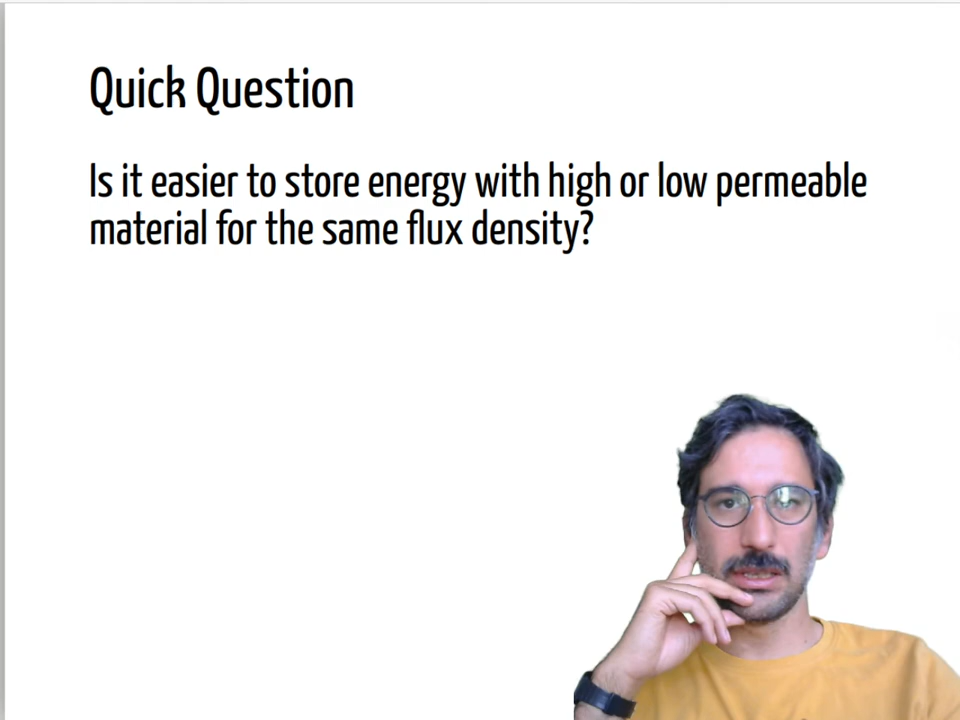 Quick Question
Is it easier to store energy with high or low permeable
material for the same flux density?